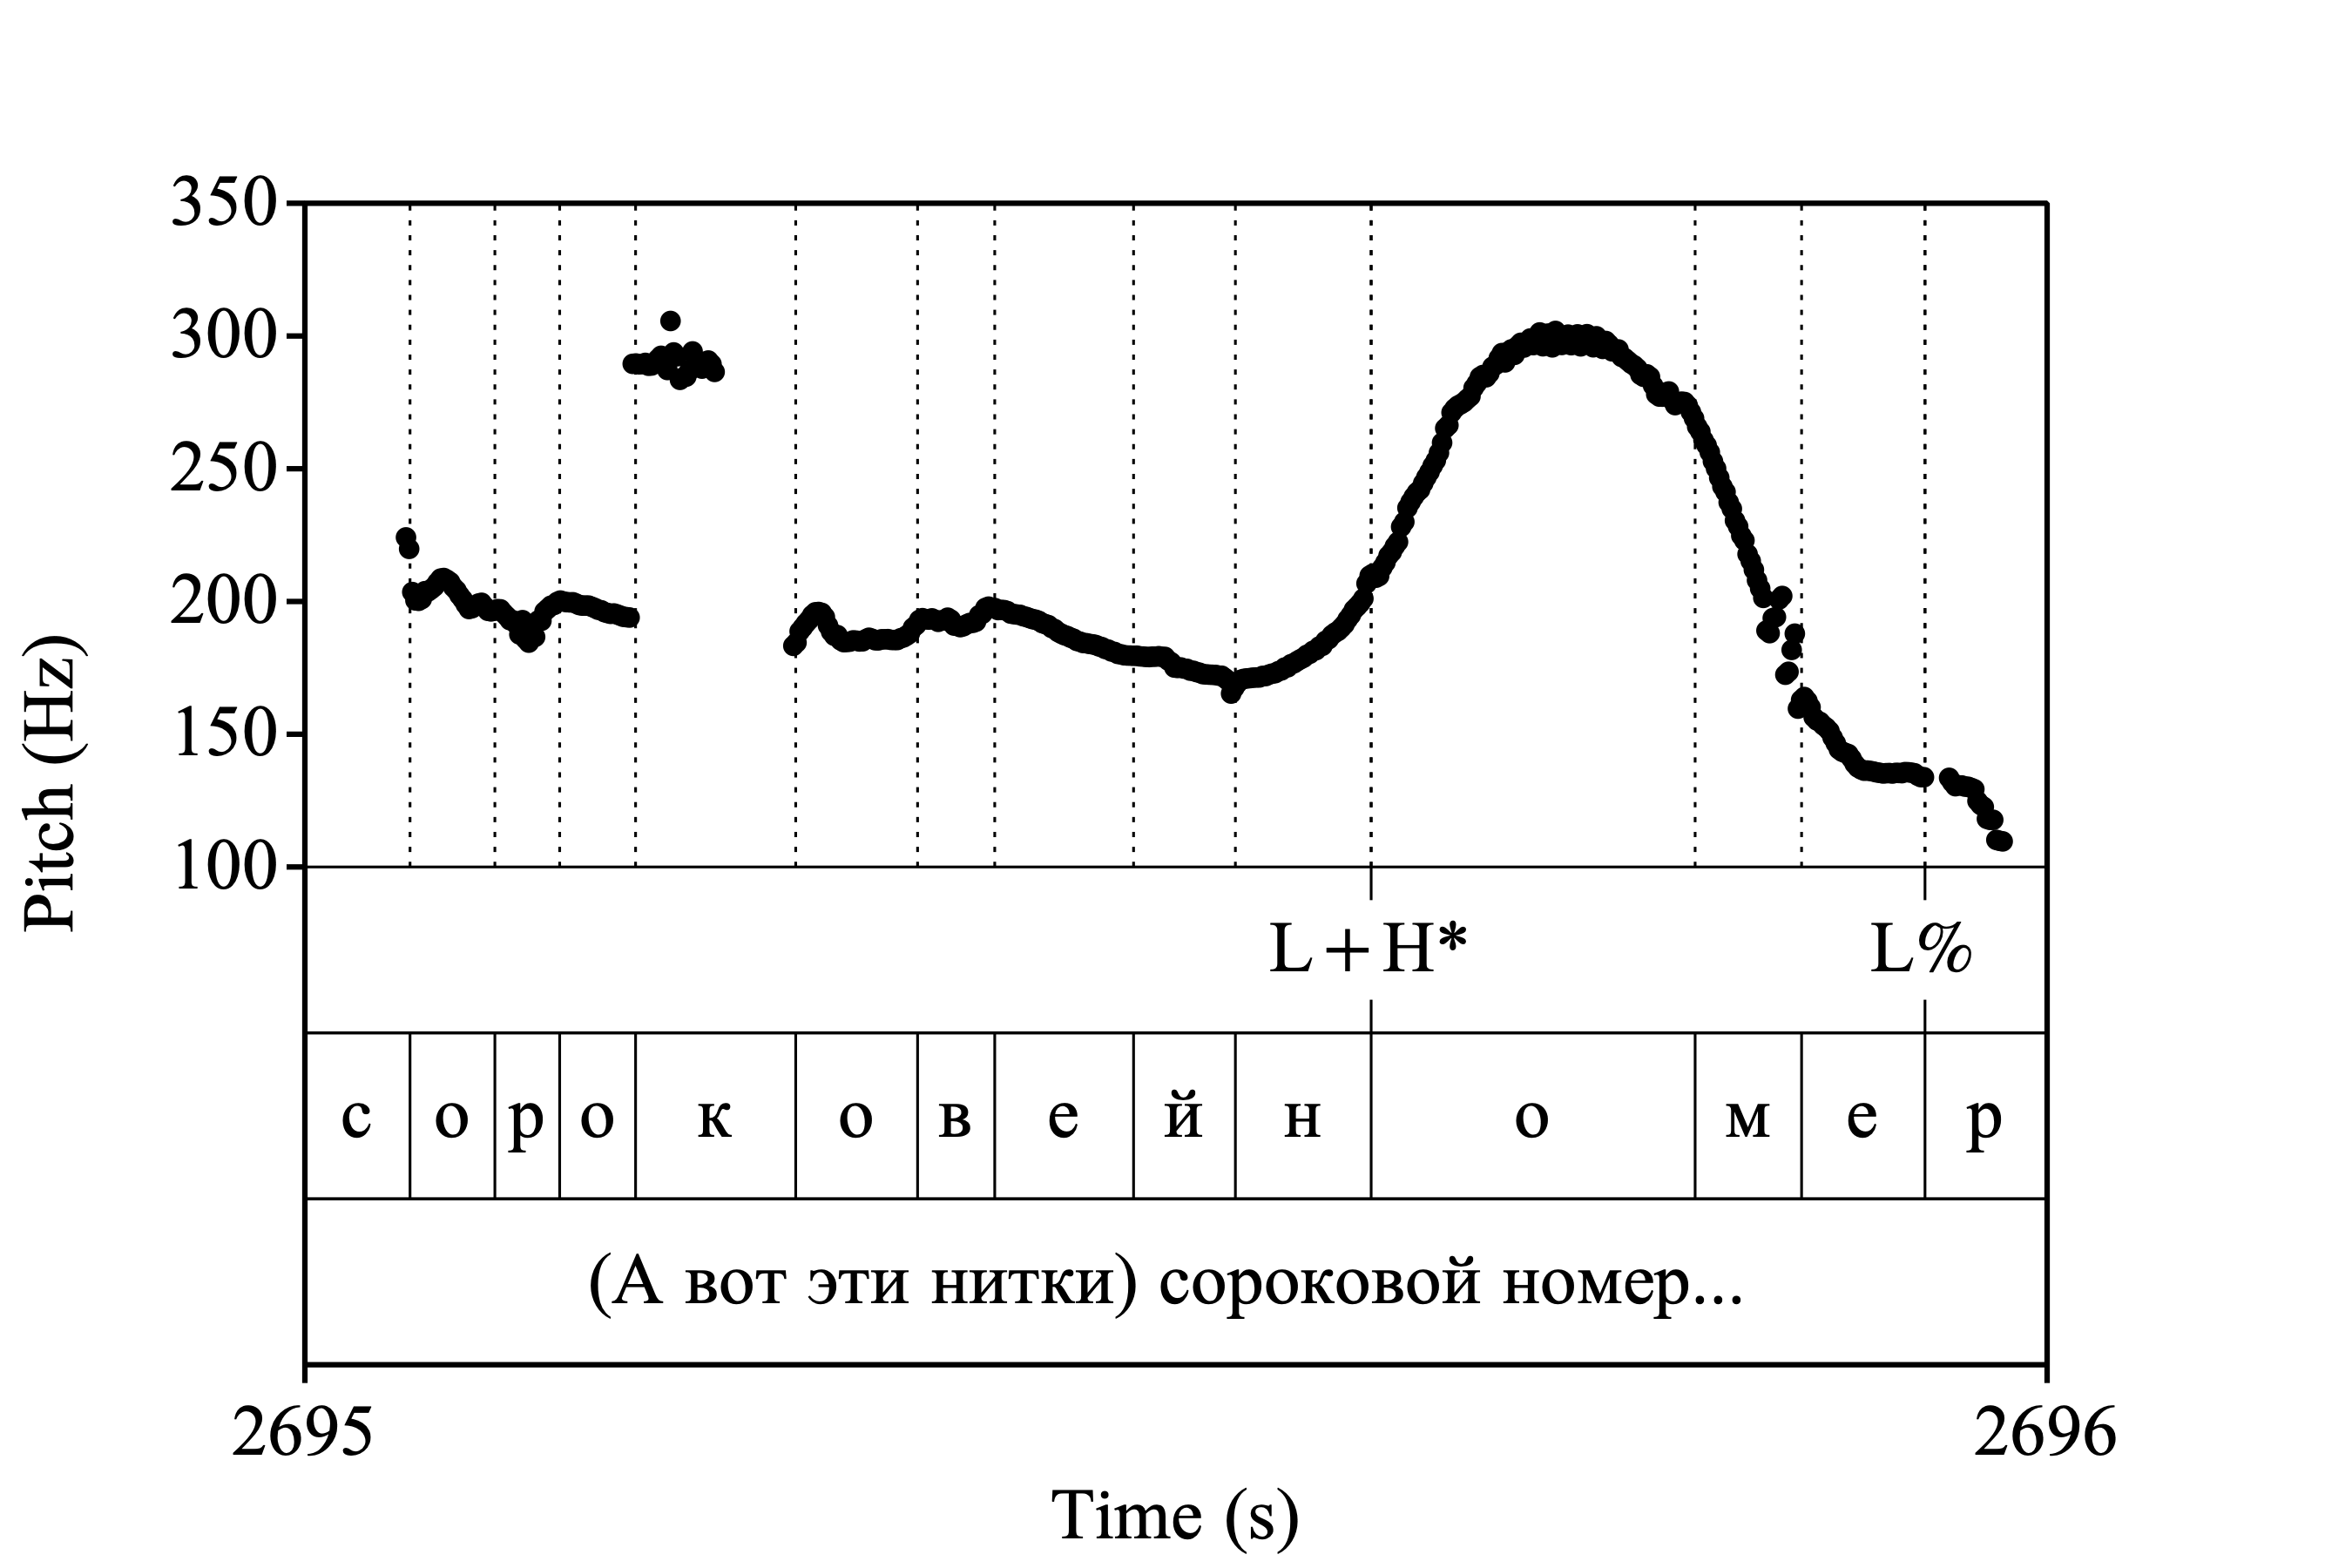 350
300
250
200
150
100
Pitch (Hz)
L+H* L%
с о р о к о в е й н о м е р
(А вот эти нитки) сороковой номер...
2695 2696
Time (s)